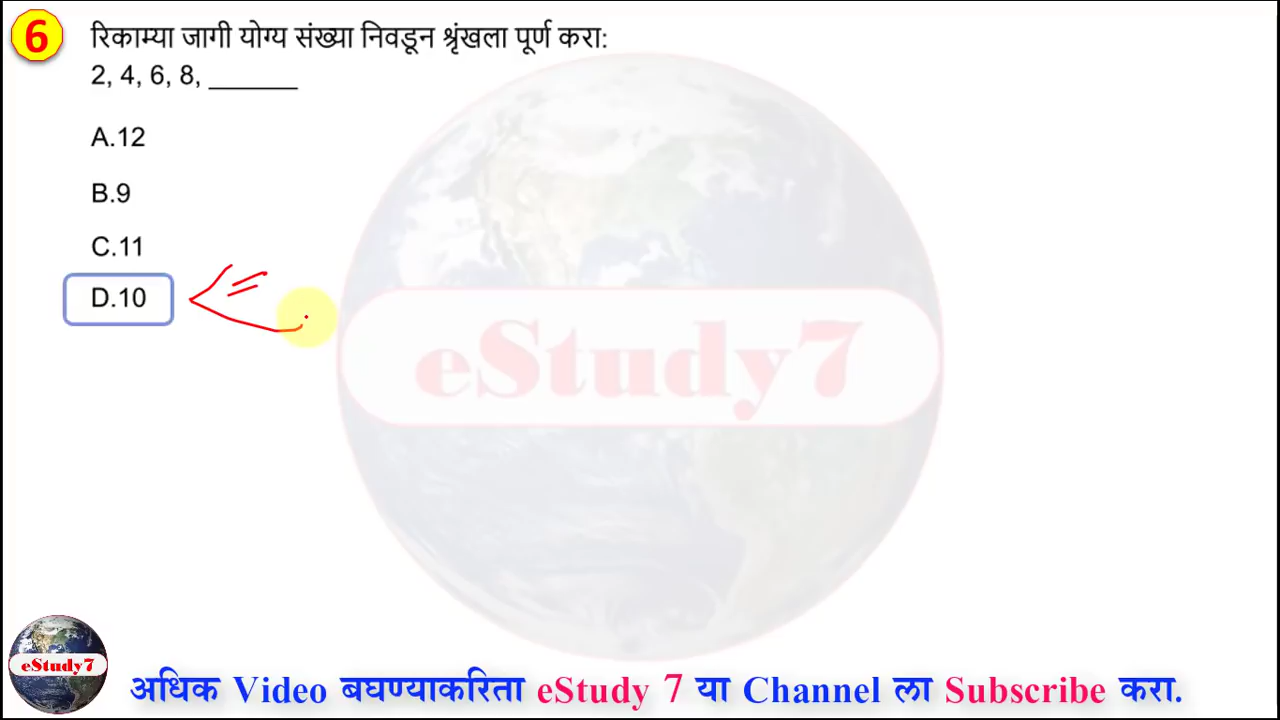 6
रिकाम्या जागी योग्य संख्या निवडून श्रृंखला पूर्ण करा:
2, 4, 6, 8, ______
A.12
B.9
C.11
D.10
eStudy7
eStudy7
अधिक Video बघण्याकरिता eStudy 7 या Channel ला Subscribe करा.